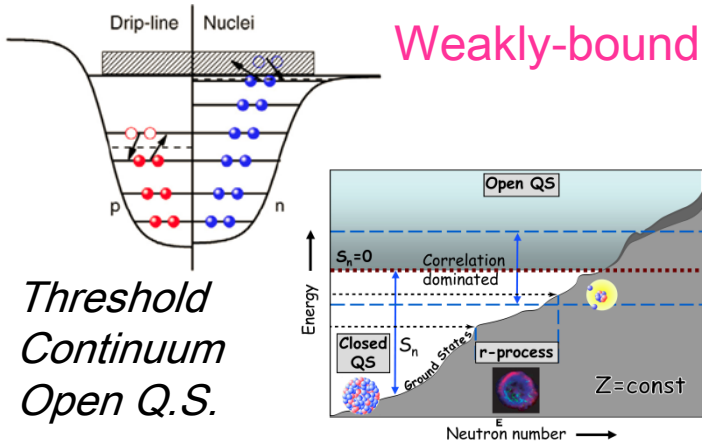 Drip-line Nuclei
Weakly-bound
p
n
Open QS
Sn=0
Correlation
dominated
Energy
Sn
Closed
QS
Ground States
r-process
Z=const
E
Neutron number
Threshold
Continuum
Open Q.S.